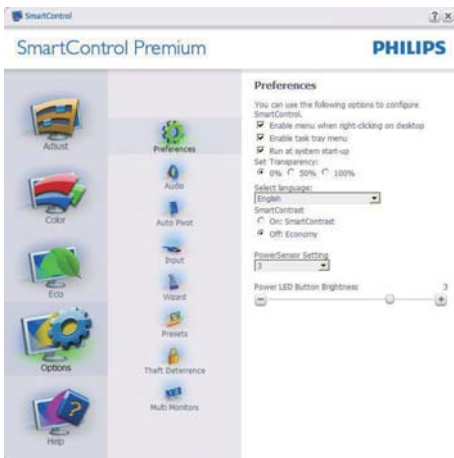 SmartControl
SmartControl Premium
PHILIPS
Adjust
Color
Eco
Options
Help
Preferences
Audio
Auto Pivot
Input
Wizard
Presets
Theft Deterrence
Multi Monitors
Preferences
You can use the following options to configure
SmartControl.
Enable menu when right-clicking on desktop
Enable task tray menu
Run at system start-up
Set Transparency:
0% 50% 100%
Select language:
English
SmartContrast
On: SmartContrast
Off: Economy
PowerSensor Setting
3
Power LED Button Brightness 3